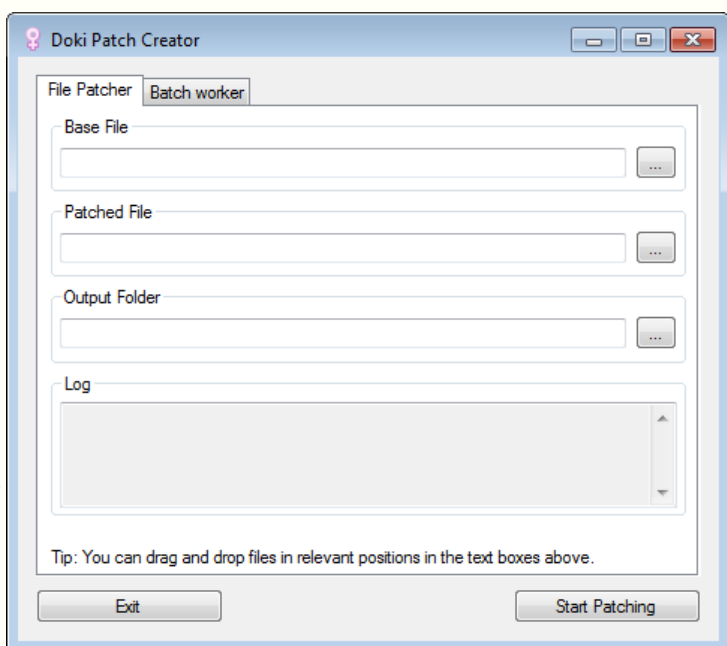 Doki Patch Creator
File Patcher Batch worker
Base File
...
Patched File
...
Output Folder
...
Log
Tip: You can drag and drop files in relevant positions in the text boxes above.
Exit Start Patching